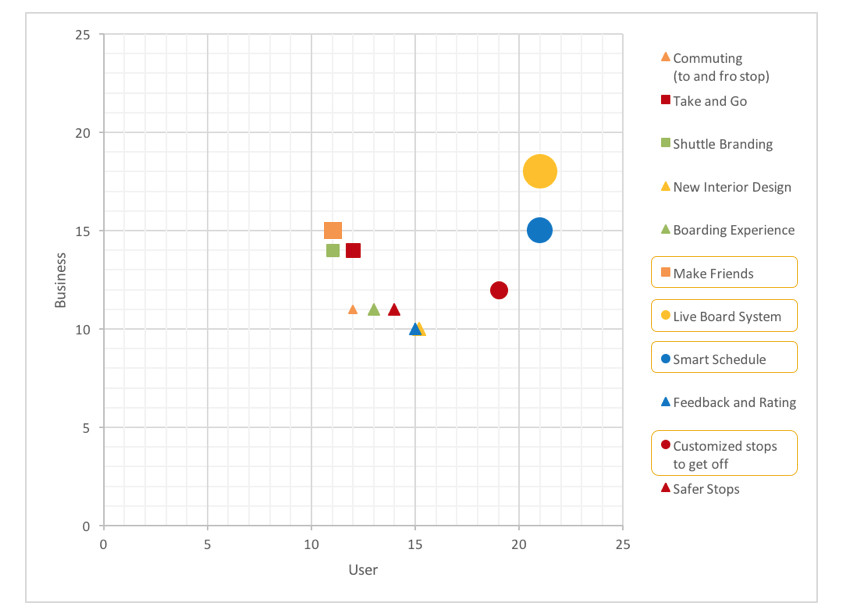 25
20
15
10
5
0
0 5 10 15 20 25
Business
User
Commuting
(to and fro stop)
Take and Go
Shuttle Branding
New Interior Design
Boarding Experience
Make Friends
Live Board System
Smart Schedule
Feedback and Rating
Customized stops
to get off
Safer Stops